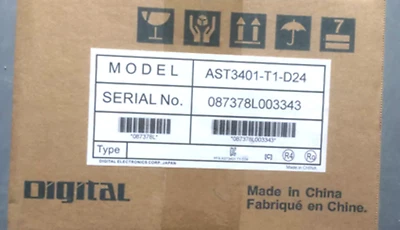 7
MODEL AST3401-T1-D24
SERIAL No. 087378L003343
*087378L* *087378L003343*
Type
DIGITAL ELECTRONICS CORP. JAPAN
Digital
Made in China
Fabriqué en Chine.